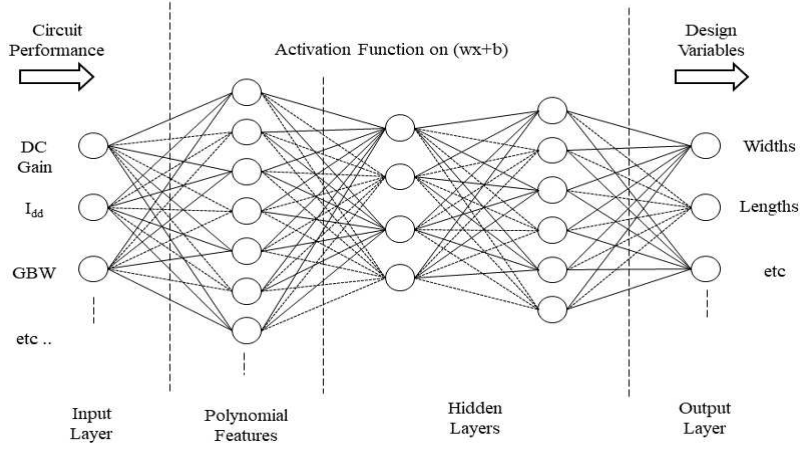 Circuit
Performance
Activation Function on (wx+b)
Design
Variables
DC
Gain
Idd
GBW
etc ..
Widths
Lengths
etc
Input
Layer
Polynomial
Features
Hidden
Layers
Output
Layer